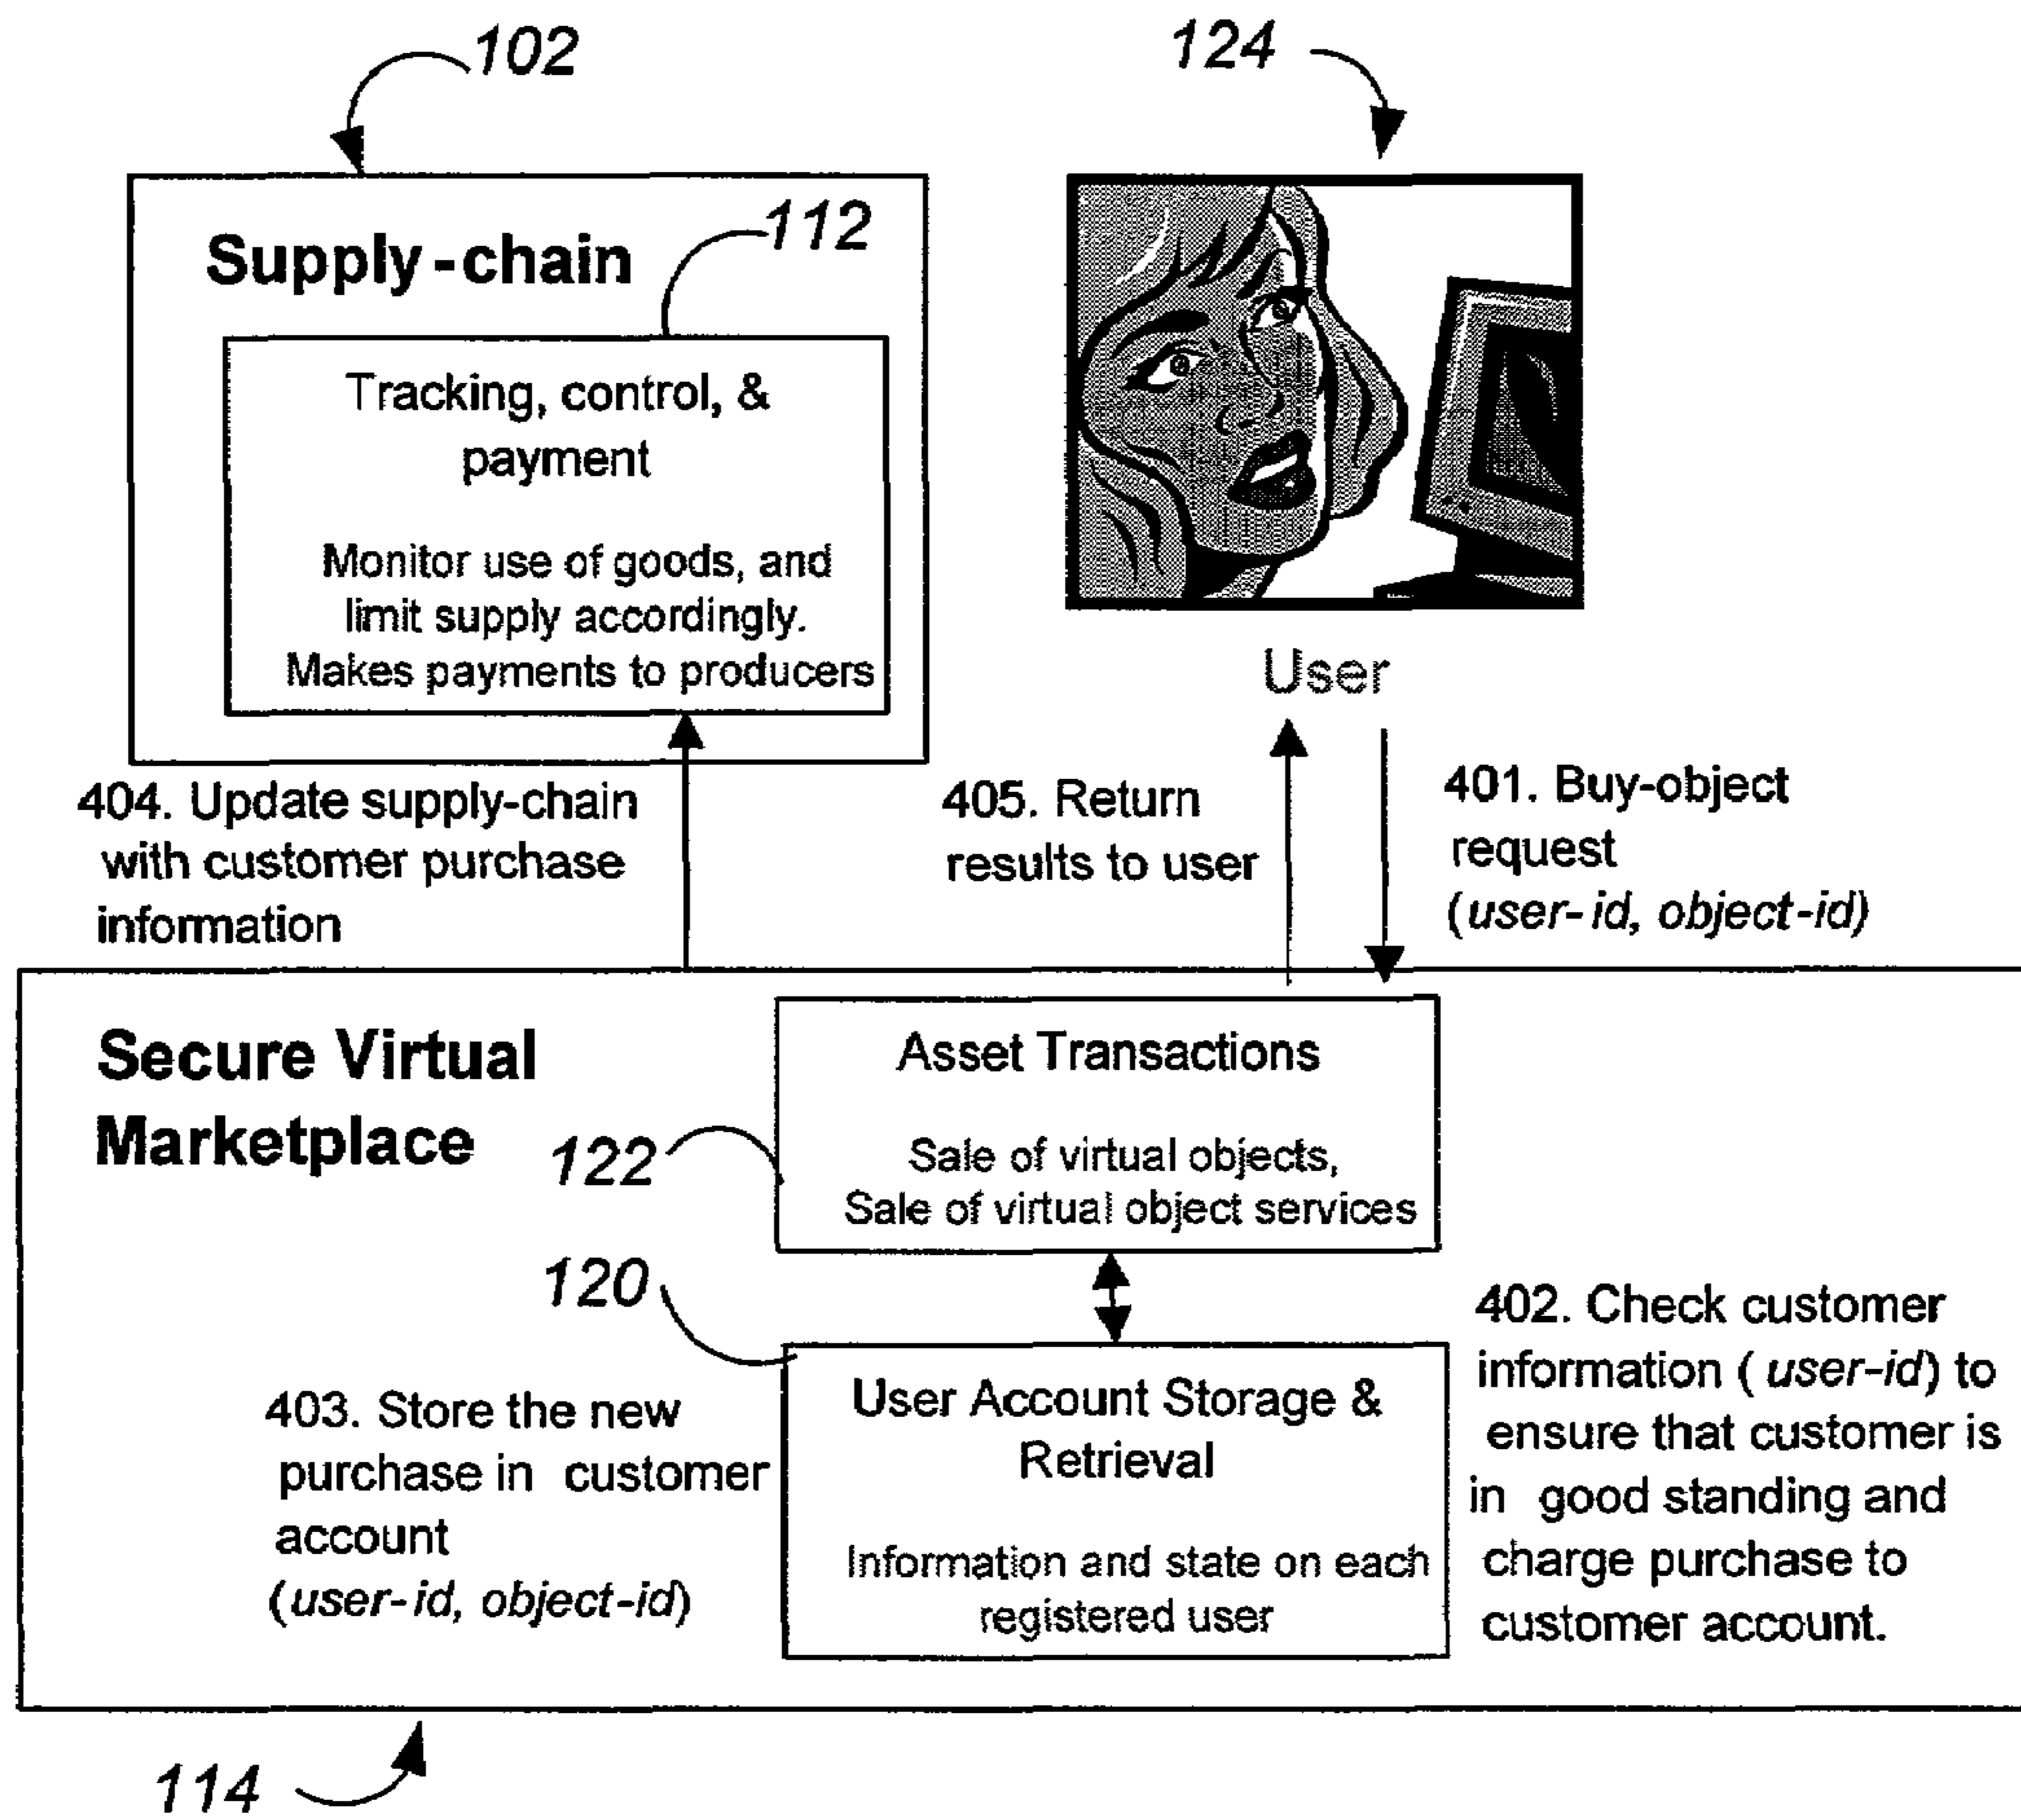 102
124
Supply-chain
112
Tracking, control, &
payment
Monitor use of goods, and
limit supply accordingly.
Makes payments to producers
User
404. Update supply-chain
with customer purchase
information
405. Return
results to user
401. Buy-object
request
(user-id, object-id)
Secure Virtual
Marketplace
Asset Transactions
122
Sale of virtual objects,
Sale of virtual object services
120
User Account Storage &
Retrieval
Information and state on each
registered user
403. Store the new
purchase in customer
account
(user-id, object-id)
402. Check customer
information (user-id) to
ensure that customer is
in good standing and
charge purchase to
customer account.
114